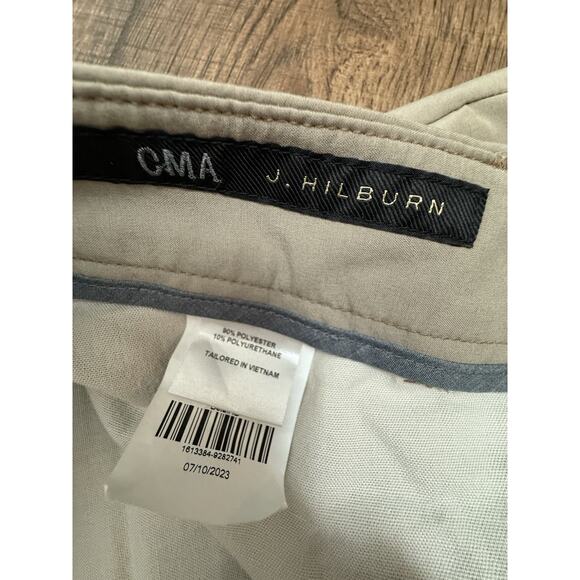 CMA J. HILBURN
90% POLYESTER
10% POLYURETHANE
TAILORED IN VIETNAM
1613384-9282741
07/10/2023